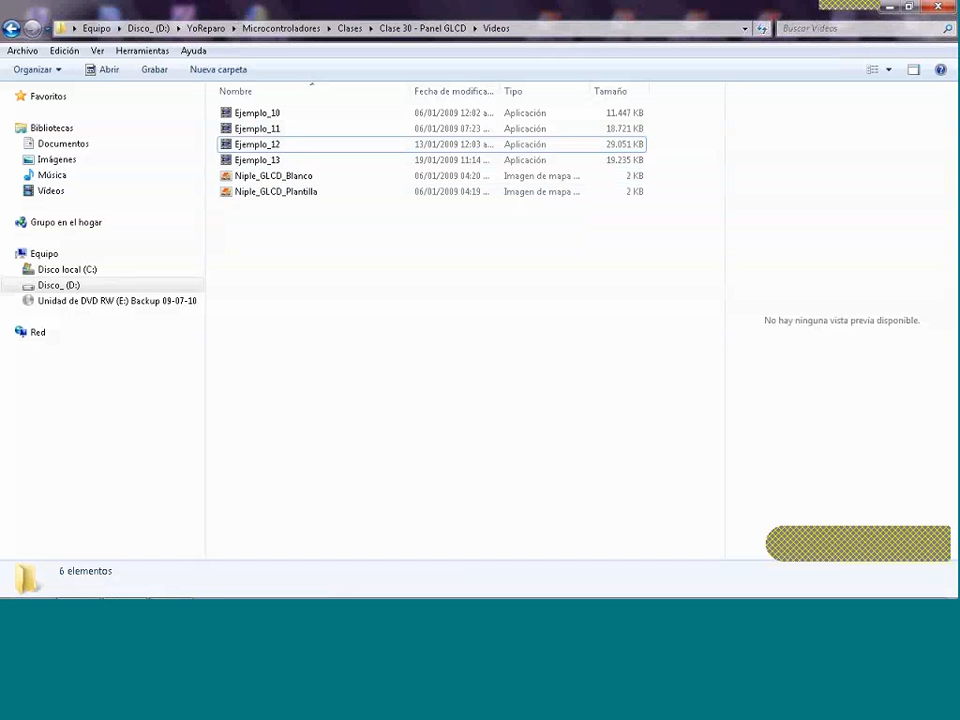 Equipo Disco_ (D:) YoReparo Microcontroladores Clases Clase 30 - Panel GLCD Videos Buscar Videos
Archivo Edición Ver Herramientas Ayuda
Organizar Abrir Grabar Nueva carpeta
Nombre Fecha de modifica... Tipo Tamaño
Favoritos
Bibliotecas
Documentos
Imágenes
Música
Vídeos
Grupo en el hogar
Equipo
Disco local (C:)
Disco_ (D:)
Unidad de DVD RW (E:) Backup 09-07-10
Red
Ejemplo_10 06/01/2009 12:02 a... Aplicación 11.447 KB
Ejemplo_11 06/01/2009 07:23 ... Aplicación 18.721 KB
Ejemplo_12 13/01/2009 12:03 a... Aplicación 29.051 KB
Ejemplo_13 19/01/2009 11:14 ... Aplicación 19.235 KB
Niple_GLCD_Blanco 06/01/2009 04:20 ... Imagen de mapa ... 2 KB
Niple_GLCD_Plantilla 06/01/2009 04:19 ... Imagen de mapa ... 2 KB
No hay ninguna vista previa disponible.
6 elementos